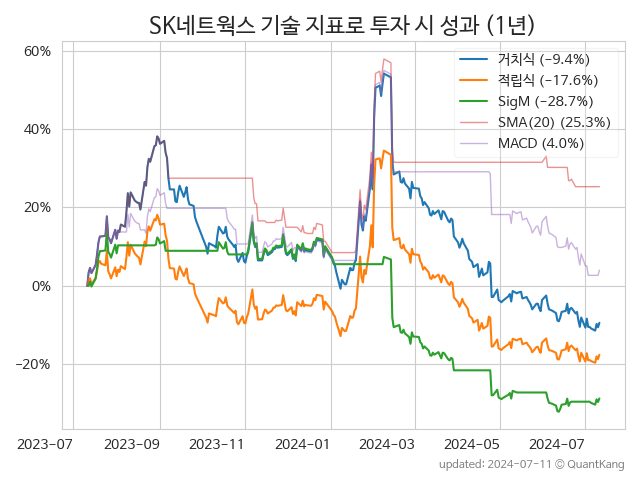 SK네트웍스 기술 지표로 투자 시 성과 (1년)
거치식 (−9.4%)
적립식 (−17.6%)
SigM (−28.7%)
SMA(20) (25.3%)
MACD (4.0%)
60%
40%
20%
0%
−20%
2023-07 2023-09 2023-11 2024-01 2024-03 2024-05 2024-07
updated: 2024-07-11 © QuantKang